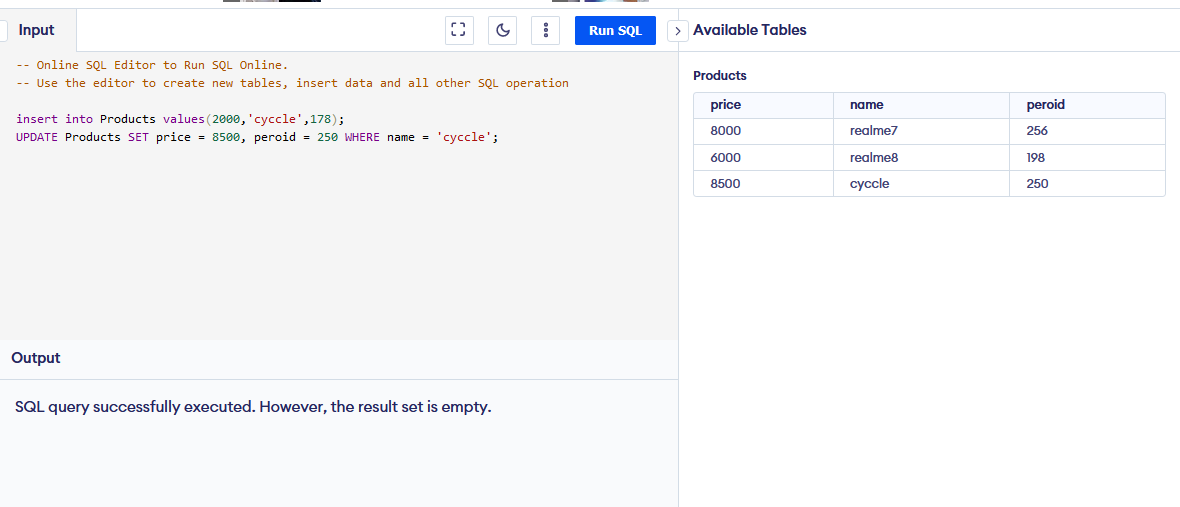 Input
Run SQL
-- Online SQL Editor to Run SQL Online.
-- Use the editor to create new tables, insert data and all other SQL operation
insert into Products values(2000,'cyccle',178);
UPDATE Products SET price = 8500, peroid = 250 WHERE name = 'cyccle';
Output
SQL query successfully executed. However, the result set is empty.
Available Tables
Products
price name peroid
8000 realme7 256
6000 realme8 198
8500 cyccle 250